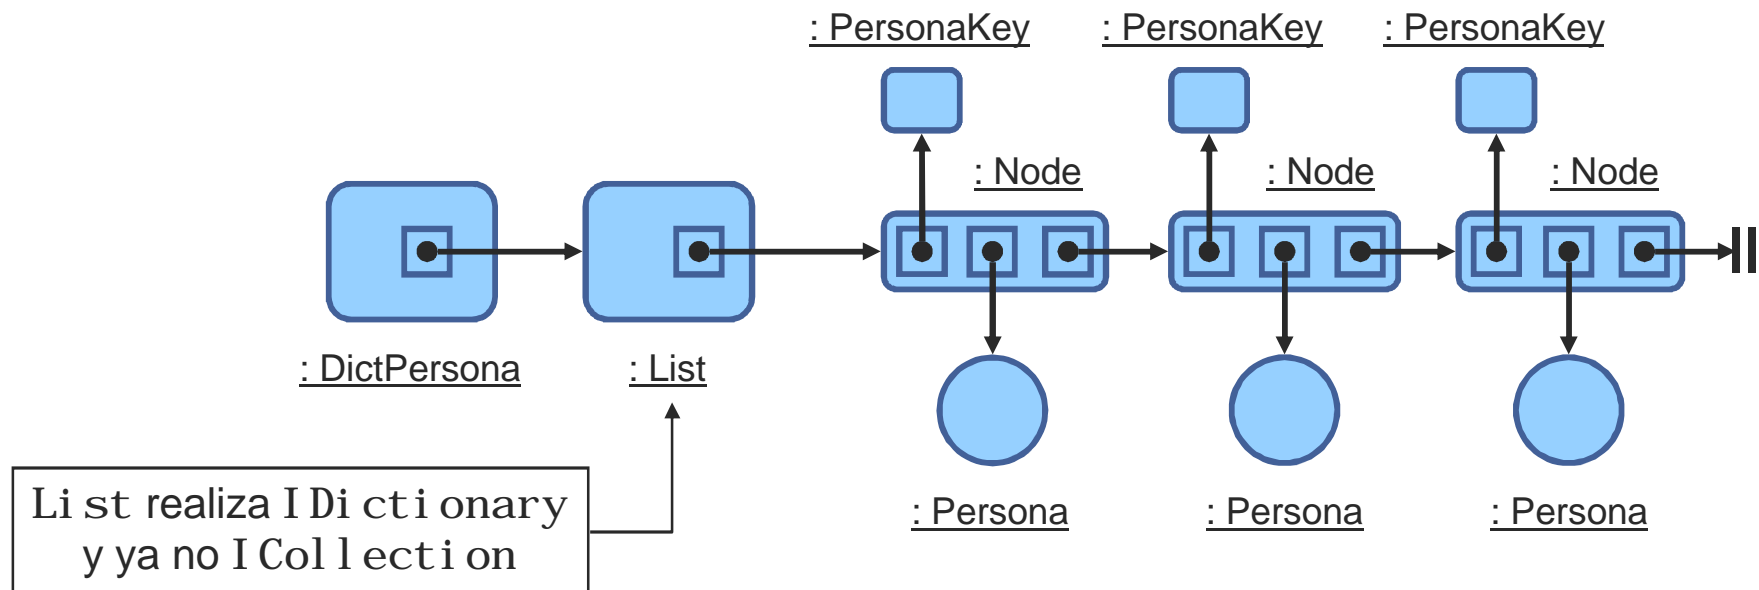 : PersonaKey
: PersonaKey
: PersonaKey
: Node
: Node
: Node
: DictPersona
: List
: Persona
: Persona
: Persona
List realiza IDictionary
y ya no ICollection